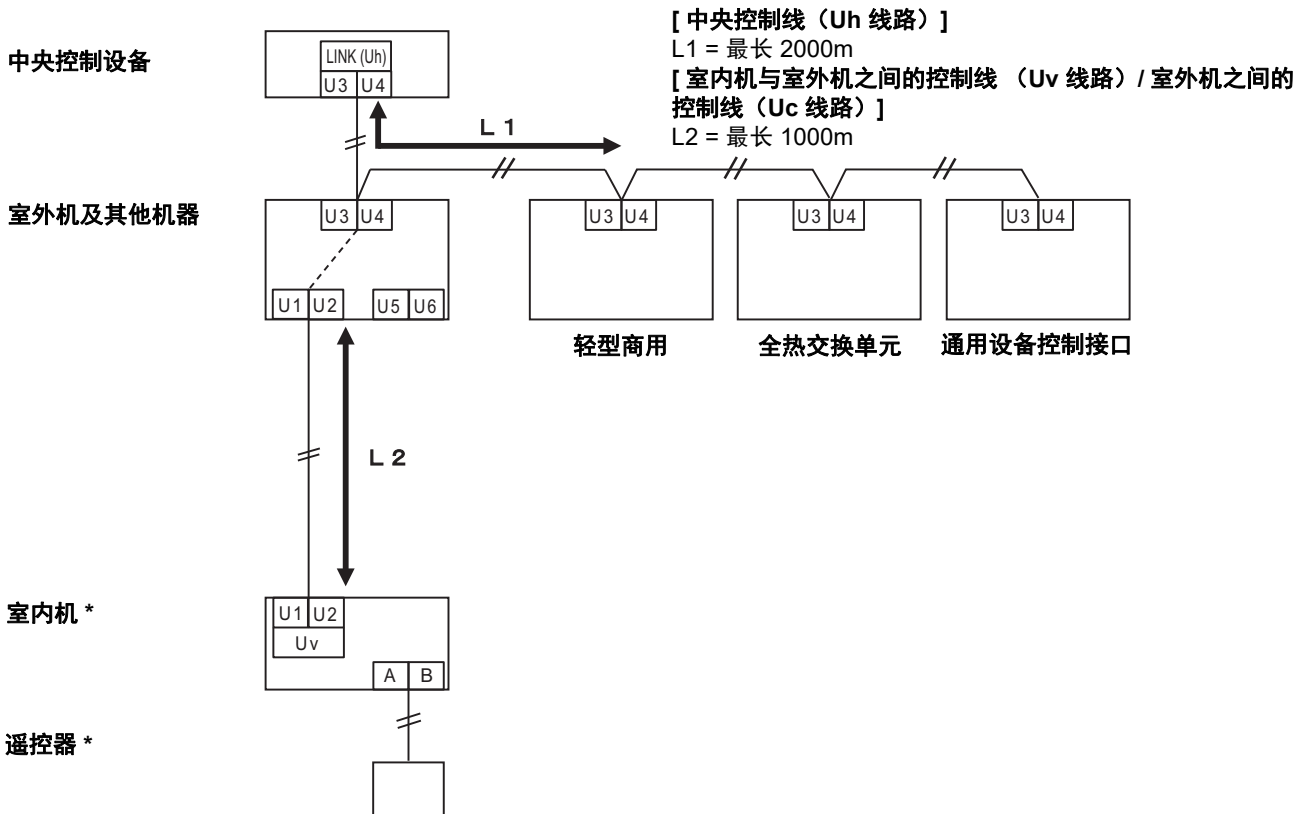 [ 中央控制线（Uh 线路）]
L1 = 最长 2000m
[ 室内机与室外机之间的控制线 （Uv 线路）/ 室外机之间的
控制线（Uc 线路）]
L2 = 最长 1000m
中央控制设备
LINK (Uh)
U3 U4
L 1
室外机及其他机器
U3 U4
U3 U4
U3 U4
U3 U4
U1 U2
U5 U6
轻型商用
全热交换单元
通用设备控制接口
L 2
室内机 *
U1 U2
Uv
A B
遥控器 *